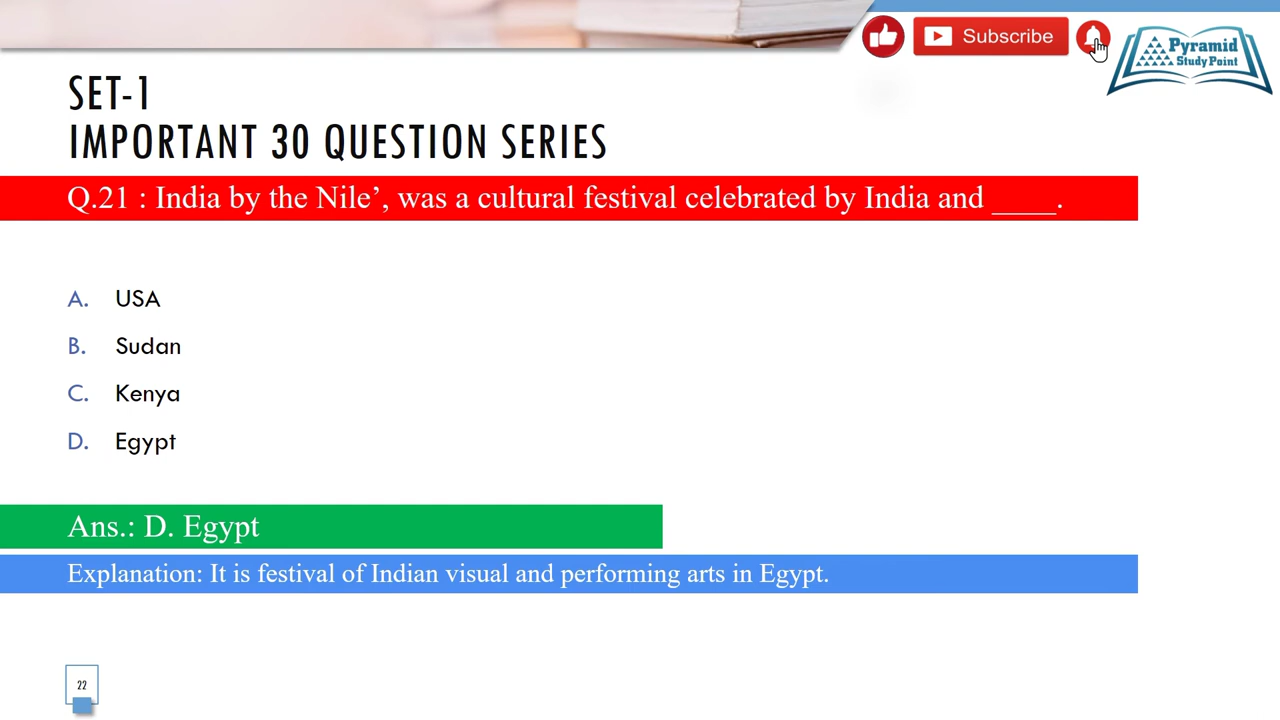 Subscribe
Pyramid
Study Point
SET-1
IMPORTANT 30 QUESTION SERIES
Q.21 : India by the Nile’, was a cultural festival celebrated by India and ____.
A. USA
B. Sudan
C. Kenya
D. Egypt
Ans.: D. Egypt
Explanation: It is festival of Indian visual and performing arts in Egypt.
22